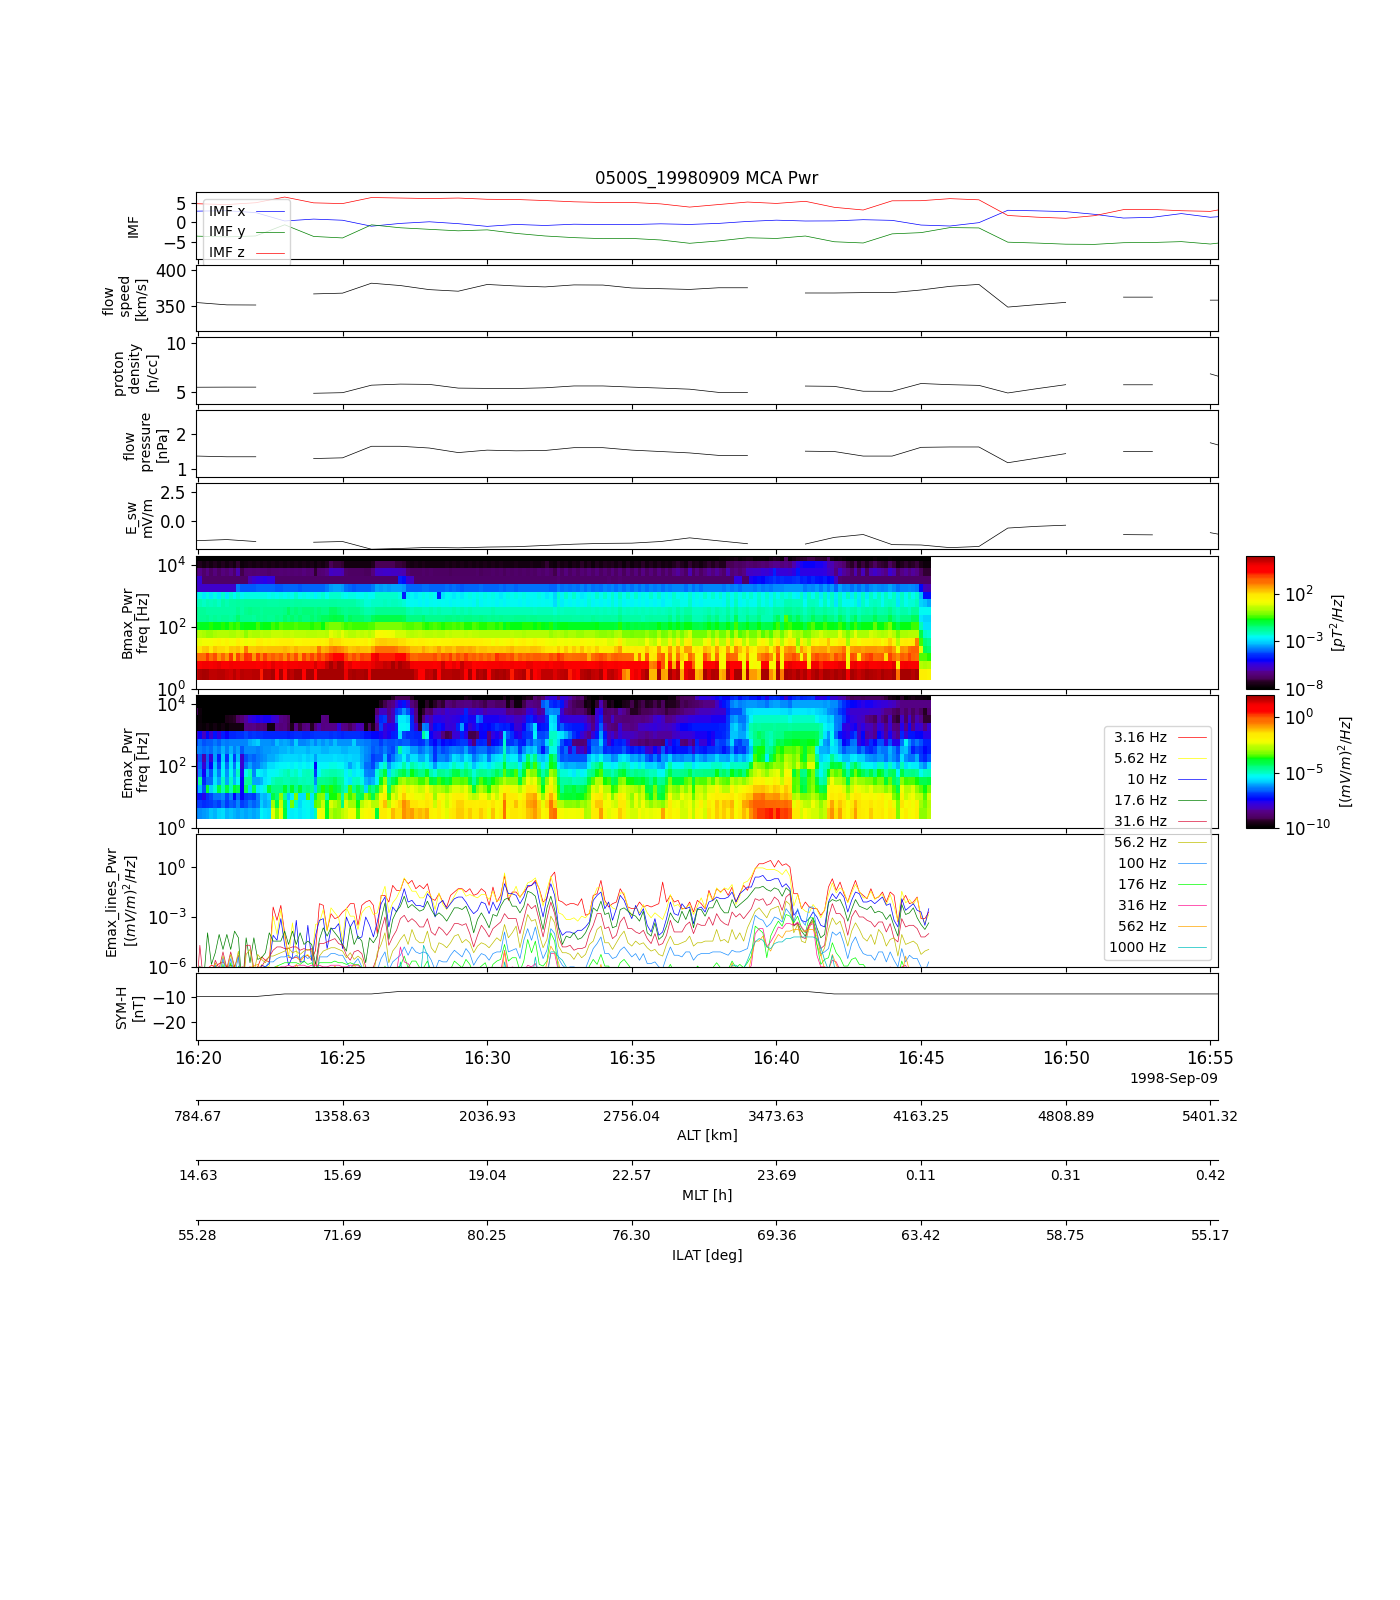 0500S_19980909 MCA Pwr
IMF
5
0
−5
IMF x
IMF y
IMF z
flow
speed
[km/s]
400
350
proton
density
[n/cc]
10
5
flow
pressure
[nPa]
2
1
E_sw
mV/m
2.5
0.0
Bmax_Pwr
freq [Hz]
10^4
10^2
10^0
10^2
10^−3
10^−8
[pT^2/Hz]
Emax_Pwr
freq [Hz]
10^4
10^2
10^0
10^0
10^−5
10^−10
[(mV/m)^2/Hz]
3.16 Hz
5.62 Hz
10 Hz
17.6 Hz
31.6 Hz
56.2 Hz
100 Hz
176 Hz
316 Hz
562 Hz
1000 Hz
Emax_lines_Pwr
[(mV/m)^2/Hz]
10^0
10^−3
10^−6
SYM-H
[nT]
−10
−20
16:20 16:25 16:30 16:35 16:40 16:45 16:50 16:55
1998-Sep-09
784.67 1358.63 2036.93 2756.04 3473.63 4163.25 4808.89 5401.32
ALT [km]
14.63 15.69 19.04 22.57 23.69 0.11 0.31 0.42
MLT [h]
55.28 71.69 80.25 76.30 69.36 63.42 58.75 55.17
ILAT [deg]